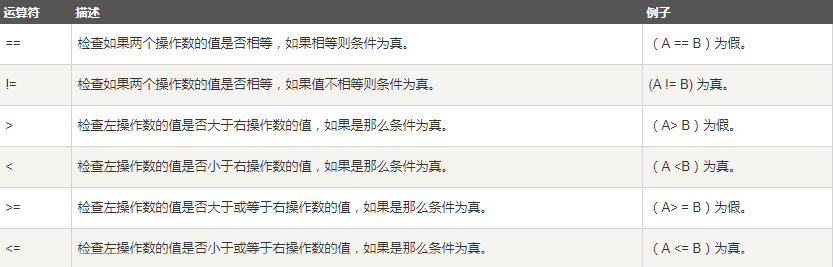 运算符 描述 例子
== 检查如果两个操作数的值是否相等，如果相等则条件为真。 （A == B）为假。
!= 检查如果两个操作数的值是否相等，如果值不相等则条件为真。 (A != B) 为真。
> 检查左操作数的值是否大于右操作数的值，如果是那么条件为真。 （A> B）为假。
< 检查左操作数的值是否小于右操作数的值，如果是那么条件为真。 （A <B）为真。
>= 检查左操作数的值是否大于或等于右操作数的值，如果是那么条件为真。 （A> = B）为假。
<= 检查左操作数的值是否小于或等于右操作数的值，如果是那么条件为真。 （A <= B）为真。